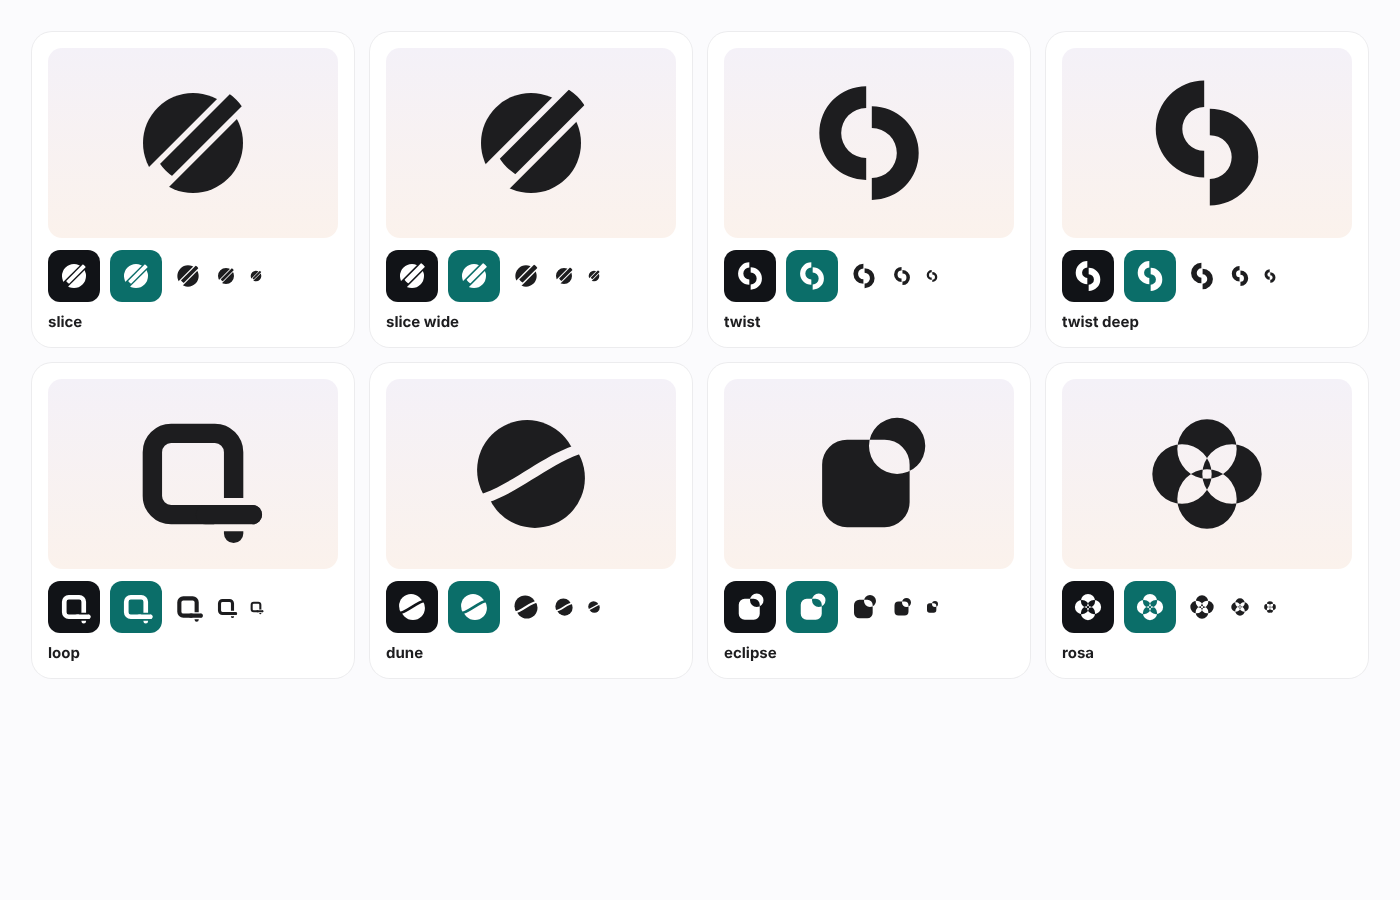 slice
slice wide
twist
twist deep
loop
dune
eclipse
rosa